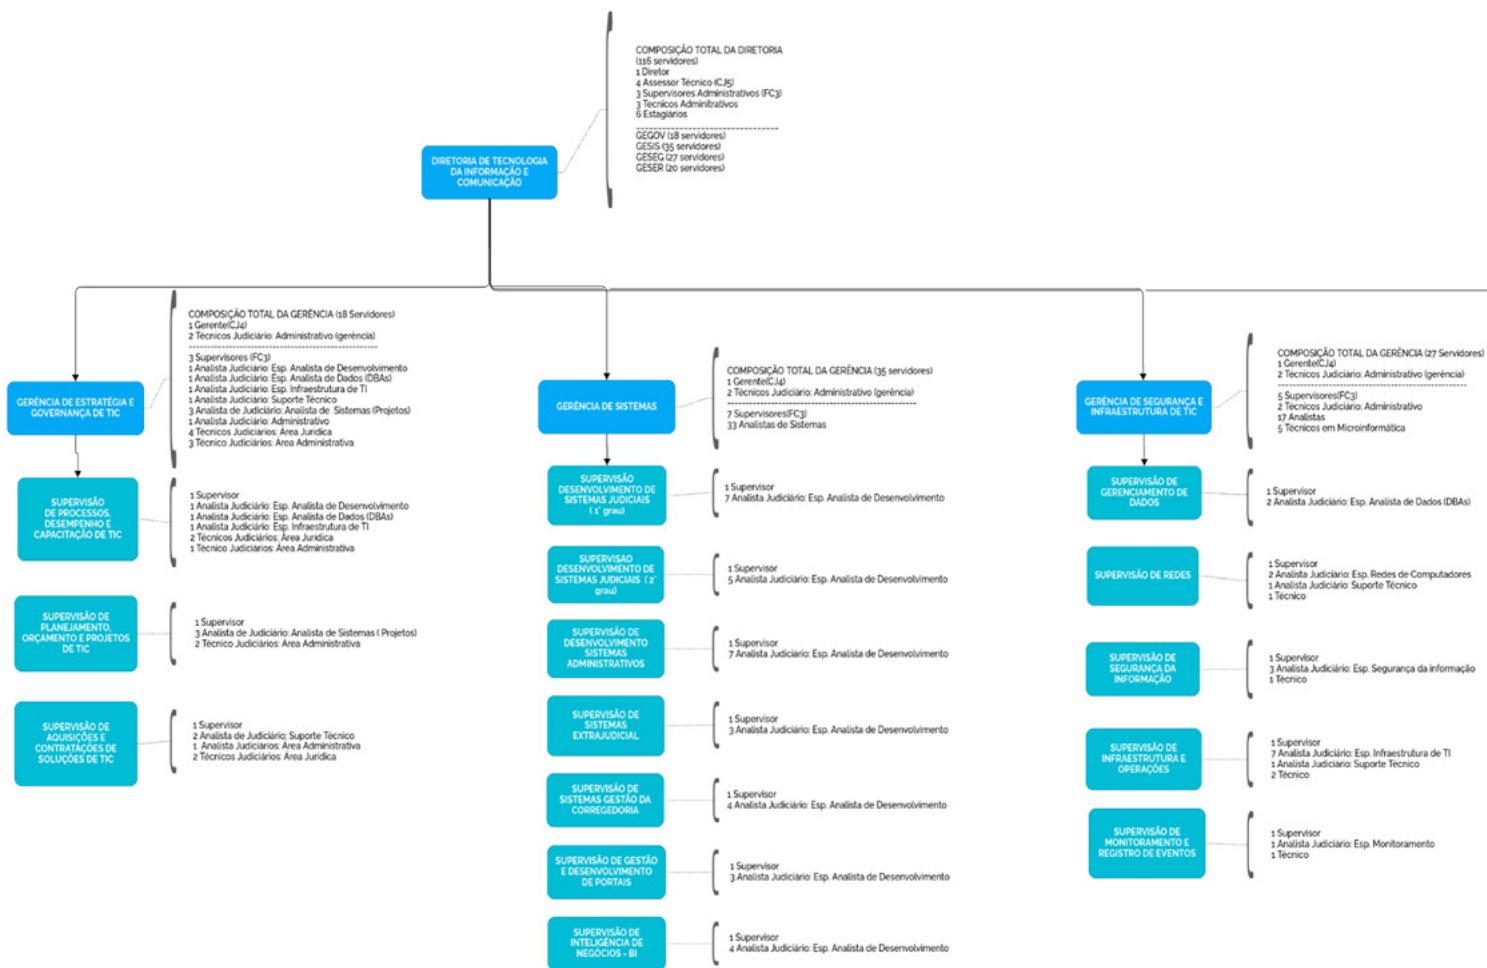 COMPOSIÇÃO TOTAL DA DIRETORIA
(116 servidores)
1 Diretor
4 Assessor Técnico (CJ5)
3 Supervisores Administrativos (FC3)
3 Tecnicos Adminitrativos
6 Estagiários
--------------------------------
GEGOV (18 servidores)
GESIS (35 servidores)
GESEG (27 servidores)
GESER (20 servidores)
DIRETORIA DE TECNOLOGIA
DA INFORMAÇÃO E
COMUNICAÇÃO
GERÊNCIA DE ESTRATÉGIA E
GOVERNANÇA DE TIC
COMPOSIÇÃO TOTAL DA GERÊNCIA (18 Servidores)
1 Gerente(CJ4)
2 Técnicos Judiciário: Administrativo (gerência)
--------------------------------
3 Supervisores (FC3)
1 Analista Judiciário: Esp. Analista de Desenvolvimento
1 Analista Judiciário: Esp. Analista de Dados (DBAs)
1 Analista Judiciário: Esp. Infraestrutura de TI
1 Analista Judiciário: Suporte Técnico
3 Analista de Judiciário: Analista de Sistemas (Projetos)
1 Analista Judiciário: Administrativo
4 Técnicos Judiciários: Área Jurídica
3 Técnico Judiciários: Área Administrativa
SUPERVISÃO
DE PROCESSOS,
DESEMPENHO E
CAPACITAÇÃO DE TIC
1 Supervisor
1 Analista Judiciário: Esp. Analista de Desenvolvimento
1 Analista Judiciário: Esp. Analista de Dados (DBAs)
1 Analista Judiciário: Esp. Infraestrutura de TI
2 Técnicos Judiciários: Área Jurídica
1 Técnico Judiciários: Área Administrativa
SUPERVISÃO DE
PLANEJAMENTO,
ORÇAMENTO E PROJETOS
DE TIC
1 Supervisor
3 Analista de Judiciário: Analista de Sistemas ( Projetos)
2 Técnico Judiciários: Área Administrativa
SUPERVISÃO DE
AQUISIÇÕES E
CONTRATAÇÕES DE
SOLUÇÕES DE TIC
1 Supervisor
2 Analista de Judiciário: Suporte Técnico
1 Analista Judiciários: Área Administrativa
2 Técnicos Judiciários: Área Jurídica
GERÊNCIA DE SISTEMAS
COMPOSIÇÃO TOTAL DA GERÊNCIA (35 servidores)
1 Gerente(CJ4)
2 Técnicos Judiciário: Administrativo (gerência)
--------------------------------
7 Supervisores(FC3)
33 Analistas de Sistemas
SUPERVISÃO
DESENVOLVIMENTO DE
SISTEMAS JUDICIAIS
( 1° grau)
1 Supervisor
7 Analista Judiciário: Esp. Analista de Desenvolvimento
SUPERVISAO
DESENVOLVIMENTO DE
SISTEMAS JUDICIAIS ( 2°
grau)
1 Supervisor
5 Analista Judiciário: Esp. Analista de Desenvolvimento
SUPERVISÃO DE
DESENVOLVIMENTO
SISTEMAS
ADMINISTRATIVOS
1 Supervisor
7 Analista Judiciário: Esp. Analista de Desenvolvimento
SUPERVISÃO DE
SISTEMAS
EXTRAJUDICIAL
1 Supervisor
3 Analista Judiciário: Esp. Analista de Desenvolvimento
SUPERVISÃO DE
SISTEMAS GESTÃO DA
CORREGEDORIA
1 Supervisor
4 Analista Judiciário: Esp. Analista de Desenvolvimento
SUPERVISÃO DE GESTÃO
E DESENVOLVIMENTO
DE PORTAIS
1 Supervisor
3 Analista Judiciário: Esp. Analista de Desenvolvimento
SUPERVISÃO DE
INTELIGÊNCIA DE
NEGÓCIOS - BI
1 Supervisor
4 Analista Judiciário: Esp. Analista de Desenvolvimento
GERÊNCIA DE SEGURANÇA E
INFRAESTRUTURA DE TIC
COMPOSIÇÃO TOTAL DA GERÊNCIA (27 Servidores)
1 Gerente(CJ4)
2 Técnicos Judiciário: Administrativo (gerência)
--------------------------------
5 Supervisores(FC3)
2 Técnicos Judiciário: Administrativo
17 Analistas
5 Técnicos em Microinformática
SUPERVISÃO DE
GERENCIAMENTO DE
DADOS
1 Supervisor
2 Analista Judiciário: Esp. Analista de Dados (DBAs)
SUPERVISÃO DE REDES
1 Supervisor
2 Analista Judiciário: Esp. Redes de Computadores
1 Analista Judiciário: Suporte Técnico
1 Técnico
SUPERVISÃO DE
SEGURANÇA DA
INFORMAÇÃO
1 Supervisor
3 Analista Judiciário: Esp. Segurança da informação
1 Técnico
SUPERVISÃO DE
INFRAESTRUTURA E
OPERAÇÕES
1 Supervisor
7 Analista Judiciário: Esp. Infraestrutura de TI
1 Analista Judiciário: Suporte Técnico
2 Técnico
SUPERVISÃO DE
MONITORAMENTO E
REGISTRO DE EVENTOS
1 Supervisor
1 Analista Judiciário: Esp. Monitoramento
1 Técnico